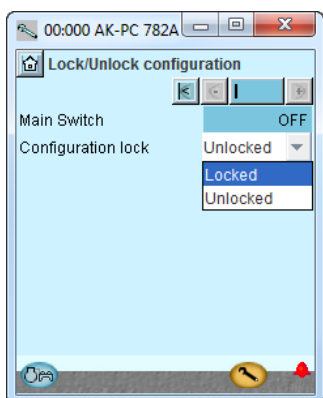 00:000 AK-PC 782A
Lock/Unlock configuration
Main Switch OFF
Configuration lock Unlocked
Locked
Unlocked